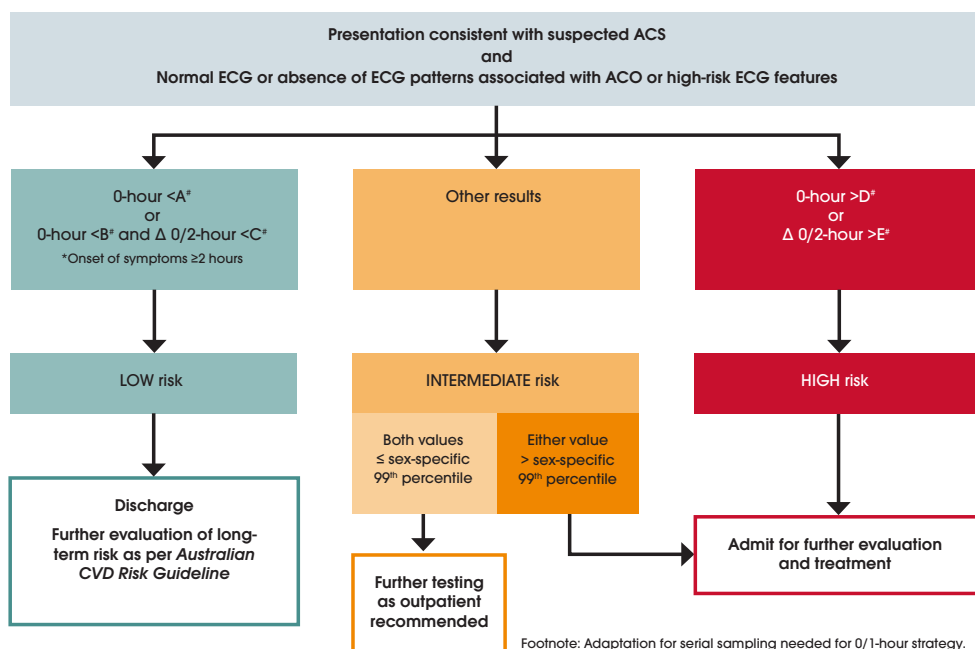 Presentation consistent with suspected ACS
and
Normal ECG or absence of ECG patterns associated with ACO or high-risk ECG features
0-hour <A#
or
0-hour <B# and Δ 0/2-hour <C#
*Onset of symptoms ≥2 hours
Other results
0-hour >D#
or
Δ 0/2-hour >E#
LOW risk
INTERMEDIATE risk
HIGH risk
Both values
≤ sex-specific
99th percentile
Either value
> sex-specific
99th percentile
Discharge
Further evaluation of long-
term risk as per Australian
CVD Risk Guideline
Further testing
as outpatient
recommended
Admit for further evaluation
and treatment
Footnote: Adaptation for serial sampling needed for 0/1-hour strategy.